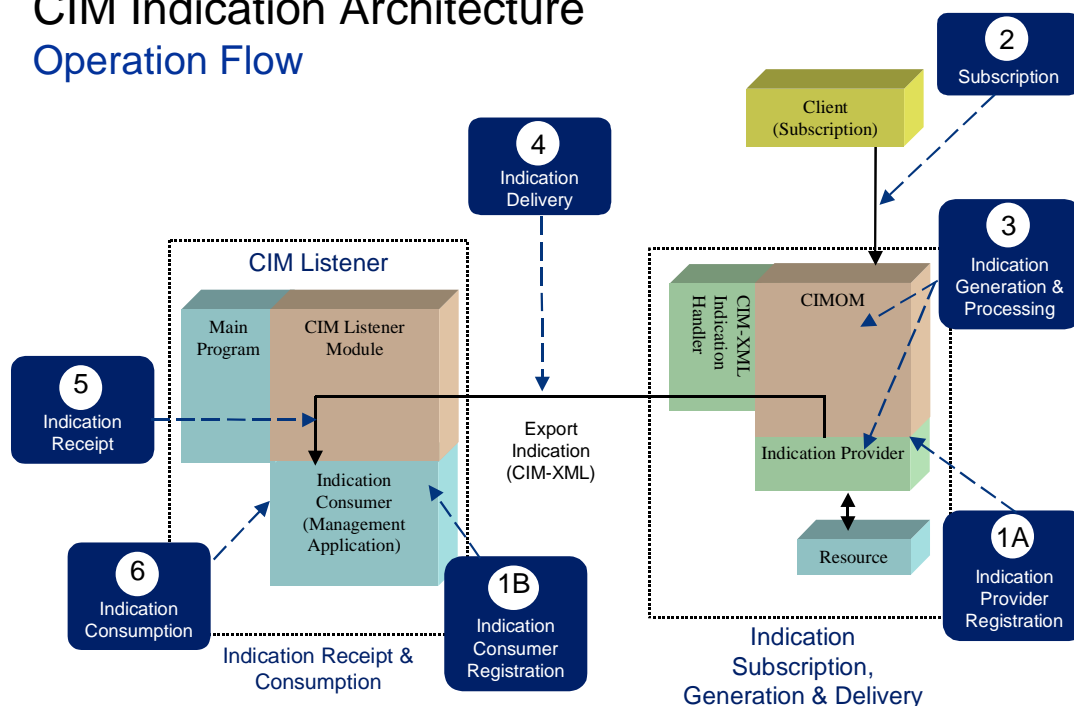 CIM Indication Architecture
Operation Flow
2
Subscription
Client
(Subscription)
4
Indication
Delivery
3
Indication
Generation &
Processing
CIM Listener
Main
Program
CIM Listener
Module
CIM-XML
Indication
Handler
CIMOM
5
Indication
Receipt
Export
Indication
(CIM-XML)
Indication Provider
Indication
Consumer
(Management
Application)
Resource
1A
Indication
Provider
Registration
6
Indication
Consumption
1B
Indication
Consumer
Registration
Indication Receipt &
Consumption
Indication
Subscription,
Generation & Delivery